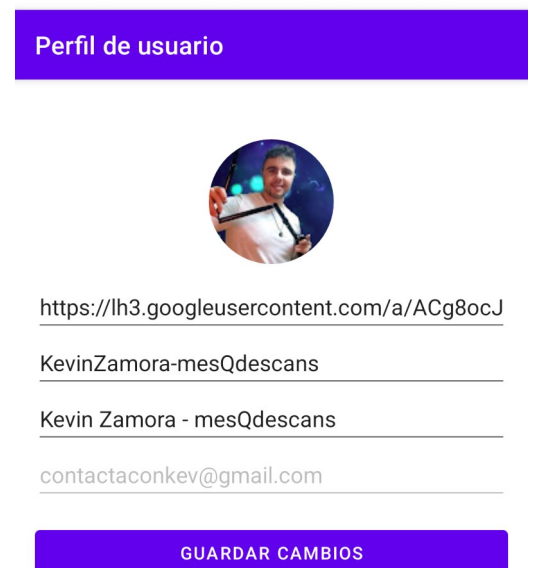 Perfil de usuario
https://lh3.googleusercontent.com/a/ACg8ocJ
KevinZamora-mesQdescans
Kevin Zamora - mesQdescans
contactaconkev@gmail.com
GUARDAR CAMBIOS